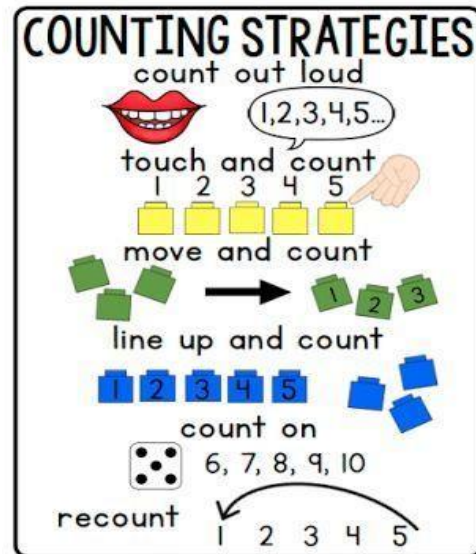 COUNTING STRATEGIES
count out loud
1,2,3,4,5...
touch and count
1 2 3 4 5
move and count
1 2 3
line up and count
1 2 3 4 5
count on
6, 7, 8, 9, 10
recount 1 2 3 4 5